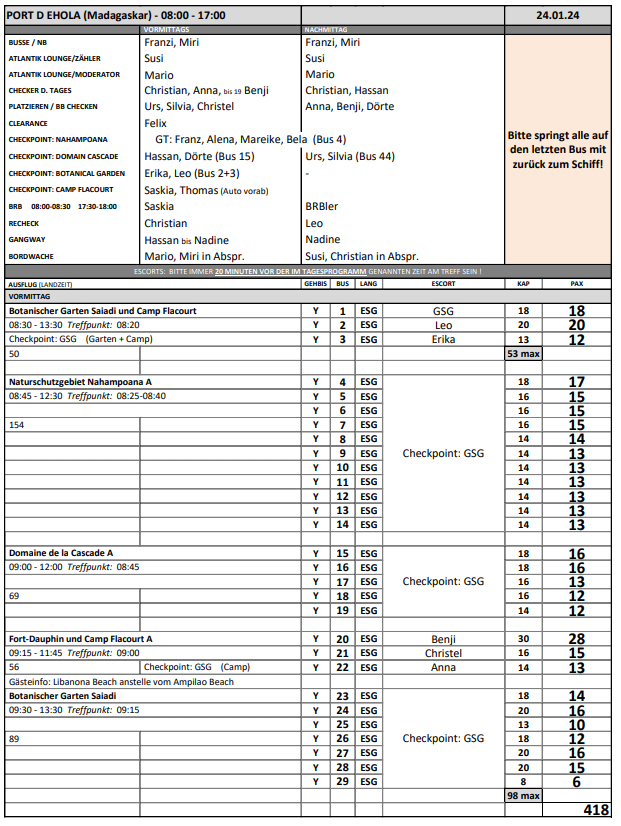 PORT D EHOLA (Madagaskar) - 08:00 - 17:00 24.01.24
VORMITTAGS NACHMITTAG
BUSSE / NB Franzi, Miri Franzi, Miri
ATLANTIK LOUNGE/ZÄHLER Susi Susi
ATLANTIK LOUNGE/MODERATOR Mario Mario
CHECKER D. TAGES Christian, Anna, bis 19 Benji Christian, Hassan
PLATZIEREN / BB CHECKEN Urs, Silvia, Christel Anna, Benji, Dörte
CLEARANCE Felix
CHECKPOINT: NAHAMPOANA GT: Franz, Alena, Mareike, Bela (Bus 4)
CHECKPOINT: DOMAIN CASCADE Hassan, Dörte (Bus 15) Urs, Silvia (Bus 44)
CHECKPOINT: BOTANICAL GARDEN Erika, Leo (Bus 2+3) -
CHECKPOINT: CAMP FLACOURT Saskia, Thomas (Auto vorab)
BRB 08:00-08:30 17:30-18:00 Saskia BRBler
RECHECK Christian Leo
GANGWAY Hassan bis Nadine Nadine
BORDWACHE Mario, Miri in Abspr. Susi, Christian in Abspr.
Bitte springt alle auf
den letzten Bus mit
zurück zum Schiff!
ESCORTS: BITTE IMMER 20 MINUTEN VOR DER IM TAGESPROGRAMM GENANNTEN ZEIT AM TREFF SEIN !
AUSFLUG (LANDZEIT) GEHBIS BUS LANG ESCORT KAP PAX
VORMITTAG
Botanischer Garten Saiadi und Camp Flacourt Y 1 ESG GSG 18 18
08:30 - 13:30 Treffpunkt: 08:20 Y 2 ESG Leo 20 20
Checkpoint: GSG (Garten + Camp) Y 3 ESG Erika 13 12
50 53 max
Naturschutzgebiet Nahampoana A Y 4 ESG 18 17
08:45 - 12:30 Treffpunkt: 08:25-08:40 Y 5 ESG 16 15
Y 6 ESG 16 15
154 Y 7 ESG 16 15
Y 8 ESG 14 14
Y 9 ESG Checkpoint: GSG 14 13
Y 10 ESG 14 13
Y 11 ESG 14 13
Y 12 ESG 14 13
Y 13 ESG 14 13
Y 14 ESG 14 13
Domaine de la Cascade A Y 15 ESG 18 16
09:00 - 12:00 Treffpunkt: 08:45 Y 16 ESG 18 16
Y 17 ESG Checkpoint: GSG 16 13
69 Y 18 ESG 16 12
Y 19 ESG 14 12
Fort-Dauphin und Camp Flacourt A Y 20 ESG Benji 30 28
09:15 - 11:45 Treffpunkt: 09:00 Y 21 ESG Christel 16 15
56 Checkpoint: GSG (Camp) Y 22 ESG Anna 14 13
Gästeinfo: Libanona Beach anstelle vom Ampilao Beach
Botanischer Garten Saiadi Y 23 ESG 18 14
09:30 - 13:30 Treffpunkt: 09:15 Y 24 ESG 20 16
Y 25 ESG 13 10
89 Y 26 ESG Checkpoint: GSG 18 12
Y 27 ESG 20 16
Y 28 ESG 20 15
Y 29 ESG 8 6
98 max
418